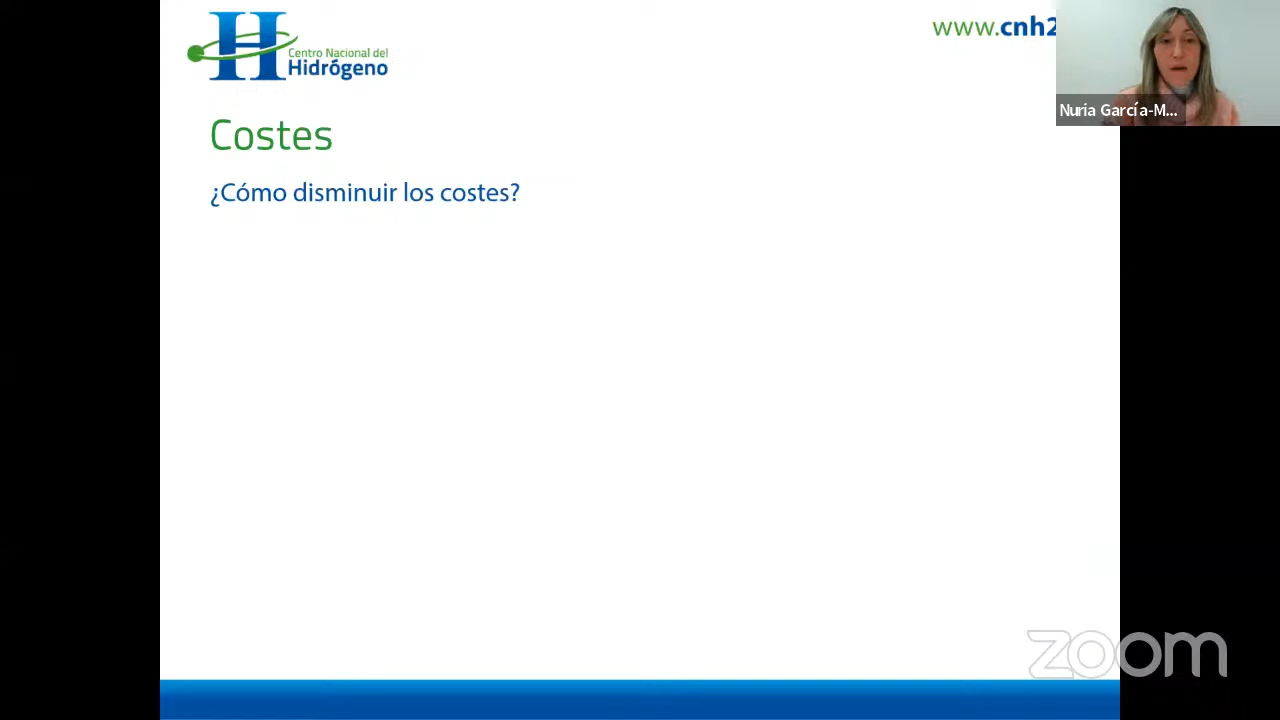 Centro Nacional del
Hidrógeno
www.cnh2
Nuria García-M...
Costes
¿Cómo disminuir los costes?
zoom